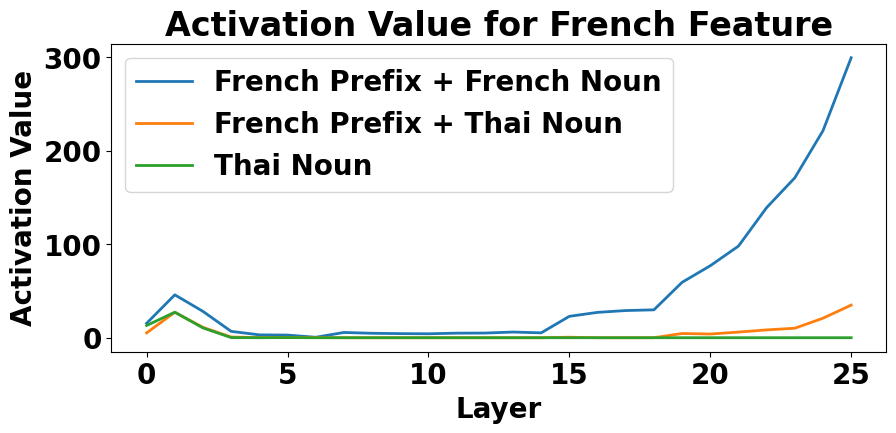 Activation Value for French Feature
Activation Value
300
200
100
0
French Prefix + French Noun
French Prefix + Thai Noun
Thai Noun
0 5 10 15 20 25
Layer